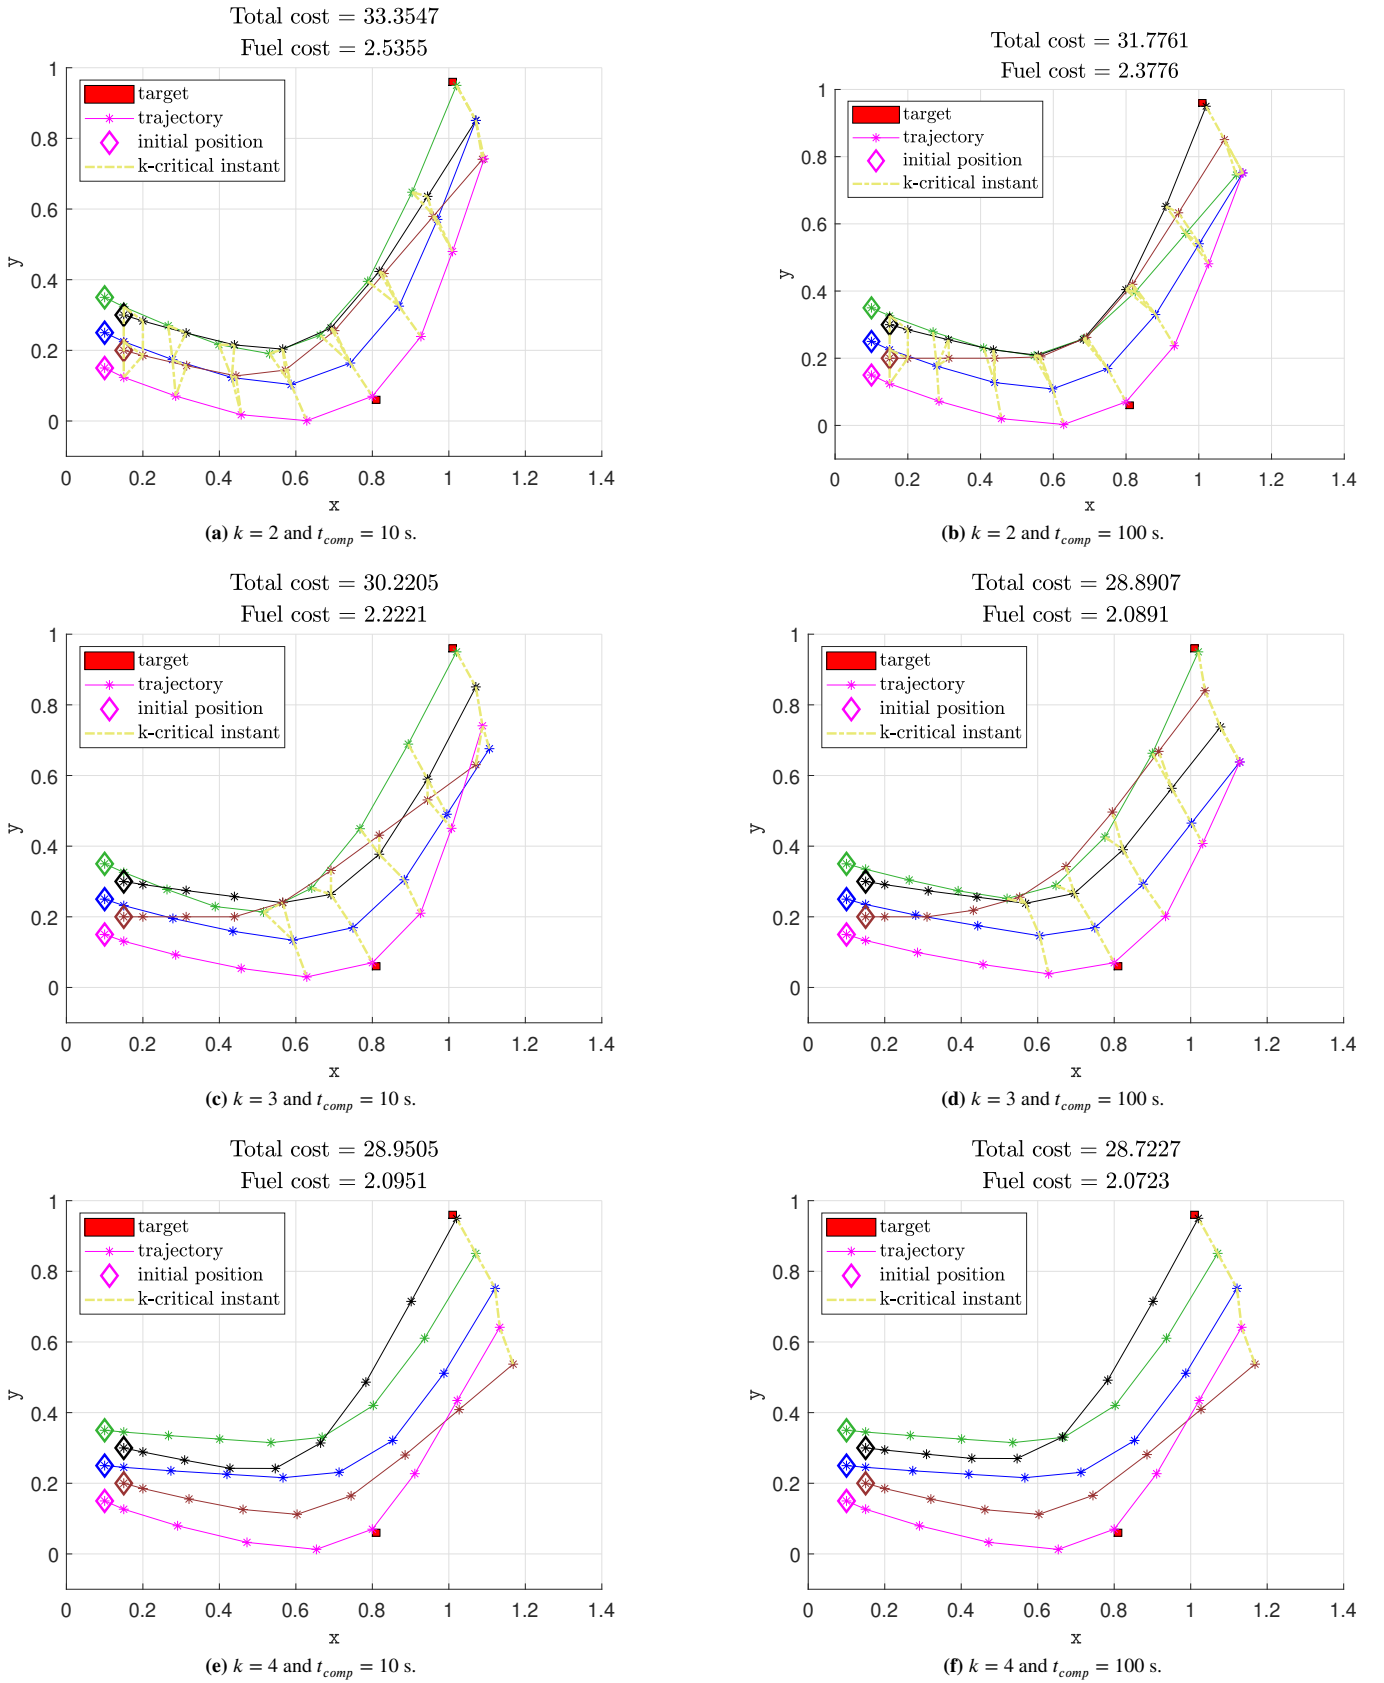 Total cost = 33.3547
Fuel cost = 2.5355
1
0.8
0.6
0.4
0.2
0
y
target
trajectory
initial position
k-critical instant
0 0.2 0.4 0.6 0.8 1 1.2 1.4
x
(a) k = 2 and t_comp = 10 s.
Total cost = 31.7761
Fuel cost = 2.3776
1
0.8
0.6
0.4
0.2
0
y
target
trajectory
initial position
k-critical instant
0 0.2 0.4 0.6 0.8 1 1.2 1.4
x
(b) k = 2 and t_comp = 100 s.
Total cost = 30.2205
Fuel cost = 2.2221
1
0.8
0.6
0.4
0.2
0
y
target
trajectory
initial position
k-critical instant
0 0.2 0.4 0.6 0.8 1 1.2 1.4
x
(c) k = 3 and t_comp = 10 s.
Total cost = 28.8907
Fuel cost = 2.0891
1
0.8
0.6
0.4
0.2
0
y
target
trajectory
initial position
k-critical instant
0 0.2 0.4 0.6 0.8 1 1.2 1.4
x
(d) k = 3 and t_comp = 100 s.
Total cost = 28.9505
Fuel cost = 2.0951
1
0.8
0.6
0.4
0.2
0
y
target
trajectory
initial position
k-critical instant
0 0.2 0.4 0.6 0.8 1 1.2 1.4
x
(e) k = 4 and t_comp = 10 s.
Total cost = 28.7227
Fuel cost = 2.0723
1
0.8
0.6
0.4
0.2
0
y
target
trajectory
initial position
k-critical instant
0 0.2 0.4 0.6 0.8 1 1.2 1.4
x
(f) k = 4 and t_comp = 100 s.